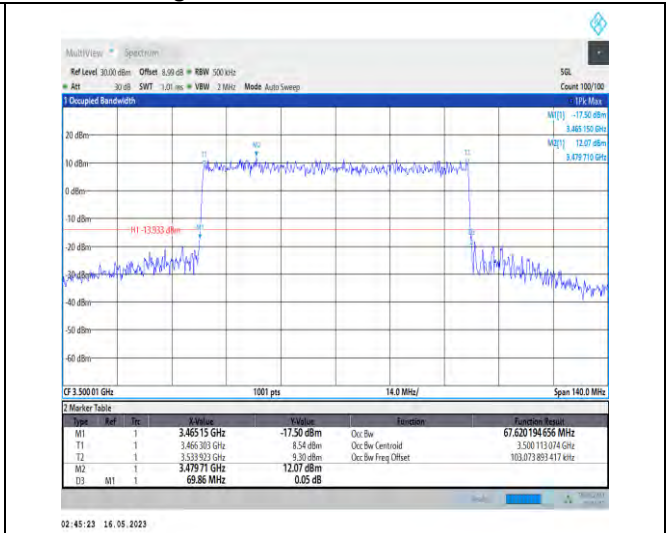 MultiView Spectrum
Ref Level 30.00 dBm Offset 8.99 dB RBW 500 kHz SGL
Att 30 dB SWT 1.01 ms VBW 2 MHz Mode Auto Sweep Count 100/100
1 Occupied Bandwidth 1Pk Max
M1[1] -17.50 dBm
3.465 150 GHz
M2[1] 12.07 dBm
3.479 710 GHz
20 dBm
M2
T1 T2
10 dBm
0 dBm
-10 dBm
H1 -13.933 dBm M1
-20 dBm
-30 dBm
-40 dBm
-50 dBm
-60 dBm
CF 3.500 01 GHz 1001 pts 14.0 MHz/ Span 140.0 MHz
2 Marker Table
Type Ref Trc X-Value Y-Value Function Function Result
M1 1 3.465 15 GHz -17.50 dBm Occ Bw 67.620 194 656 MHz
T1 1 3.466 303 GHz 8.54 dBm Occ Bw Centroid 3.500 113 074 GHz
T2 1 3.533 923 GHz 9.30 dBm Occ Bw Freq Offset 103.073 893 417 kHz
M2 1 3.479 71 GHz 12.07 dBm
D3 M1 1 69.86 MHz 0.05 dB
02:45:23 16.05.2023